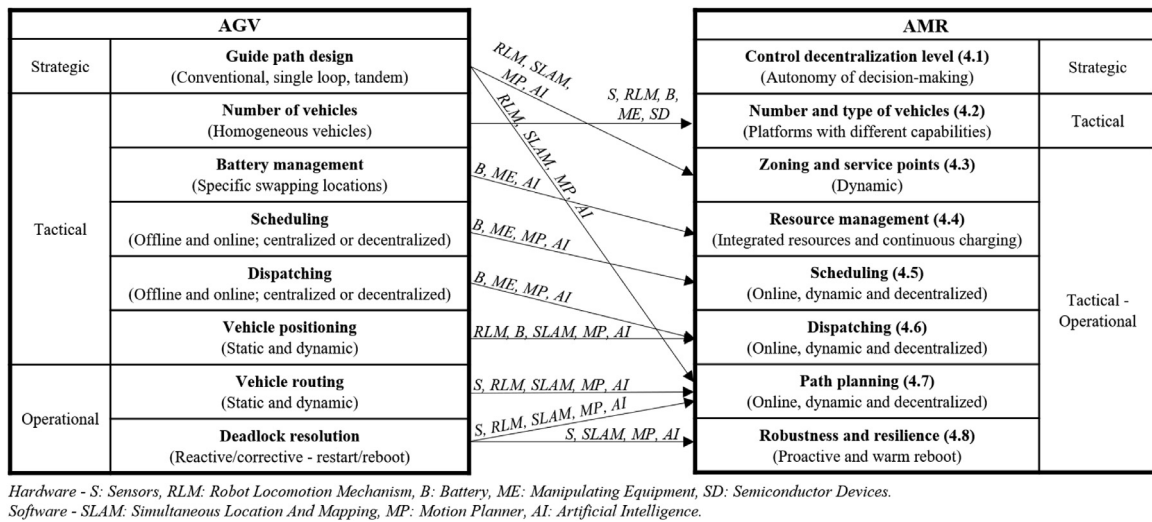 AGV
Strategic
Guide path design
(Conventional, single loop, tandem)
Tactical
Number of vehicles
(Homogeneous vehicles)
Battery management
(Specific swapping locations)
Scheduling
(Offline and online; centralized or decentralized)
Dispatching
(Offline and online; centralized or decentralized)
Vehicle positioning
(Static and dynamic)
Operational
Vehicle routing
(Static and dynamic)
Deadlock resolution
(Reactive/corrective - restart/reboot)
RLM, SLAM,
MP, AI
RLM, SLAM, MP, AI
S, RLM, B,
ME, SD
B, ME, AI
B, ME, MP, AI
B, ME, MP, AI
RLM, B, SLAM, MP, AI
S, RLM, SLAM, MP, AI
S, RLM, SLAM, MP, AI
S, SLAM, MP, AI
AMR
Control decentralization level (4.1)
(Autonomy of decision-making)
Strategic
Number and type of vehicles (4.2)
(Platforms with different capabilities)
Tactical
Zoning and service points (4.3)
(Dynamic)
Resource management (4.4)
(Integrated resources and continuous charging)
Scheduling (4.5)
(Online, dynamic and decentralized)
Tactical -
Operational
Dispatching (4.6)
(Online, dynamic and decentralized)
Path planning (4.7)
(Online, dynamic and decentralized)
Robustness and resilience (4.8)
(Proactive and warm reboot)
Hardware - S: Sensors, RLM: Robot Locomotion Mechanism, B: Battery, ME: Manipulating Equipment, SD: Semiconductor Devices.
Software - SLAM: Simultaneous Location And Mapping, MP: Motion Planner, AI: Artificial Intelligence.